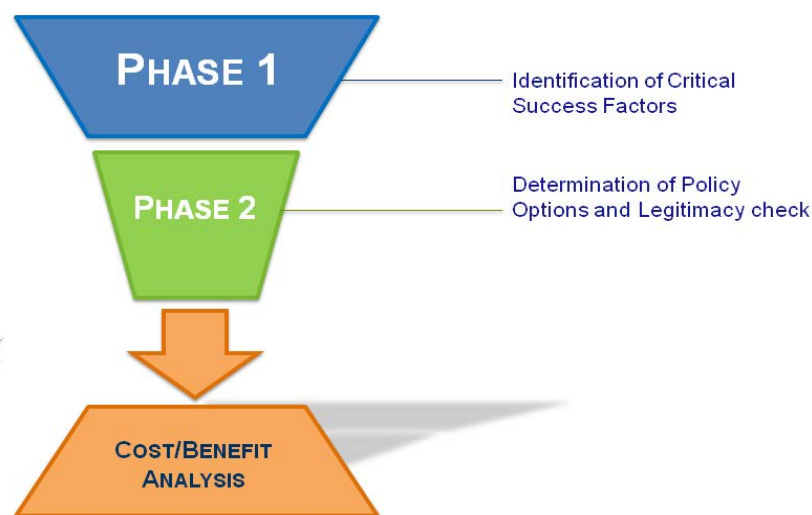 PHASE 1
Identification of Critical
Success Factors
PHASE 2
Determination of Policy
Options and Legitimacy check
COST/BENEFIT
ANALYSIS